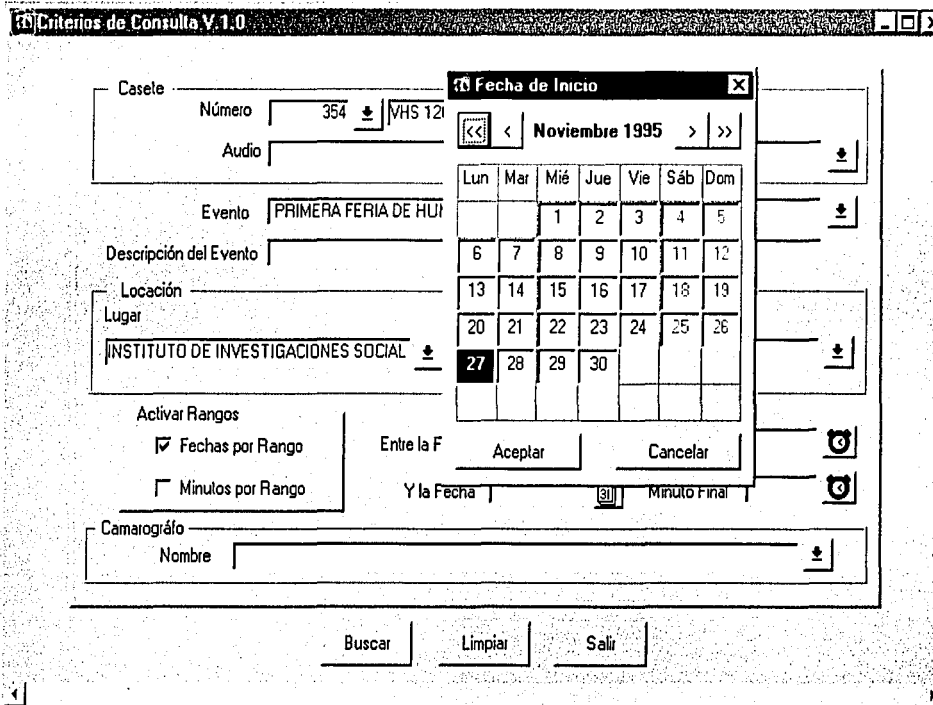 Criterios de Consulta V.1.0
Casete
Número 354 VHS 120
Audio
Evento PRIMERA FERIA DE HUM
Descripción del Evento
Locación
Lugar
INSTITUTO DE INVESTIGACIONES SOCIAL
Activar Rangos
Fechas por Rango
Minutos por Rango
Entre la F
Y la Fecha 31 Minuto Final
Camarográfo
Nombre
Buscar Limpiar Salir
Fecha de Inicio
<< < Noviembre 1995 > >>
Lun Mar Mié Jue Vie Sáb Dom
1 2 3 4 5
6 7 8 9 10 11 12
13 14 15 16 17 18 19
20 21 22 23 24 25 26
27 28 29 30
Aceptar Cancelar